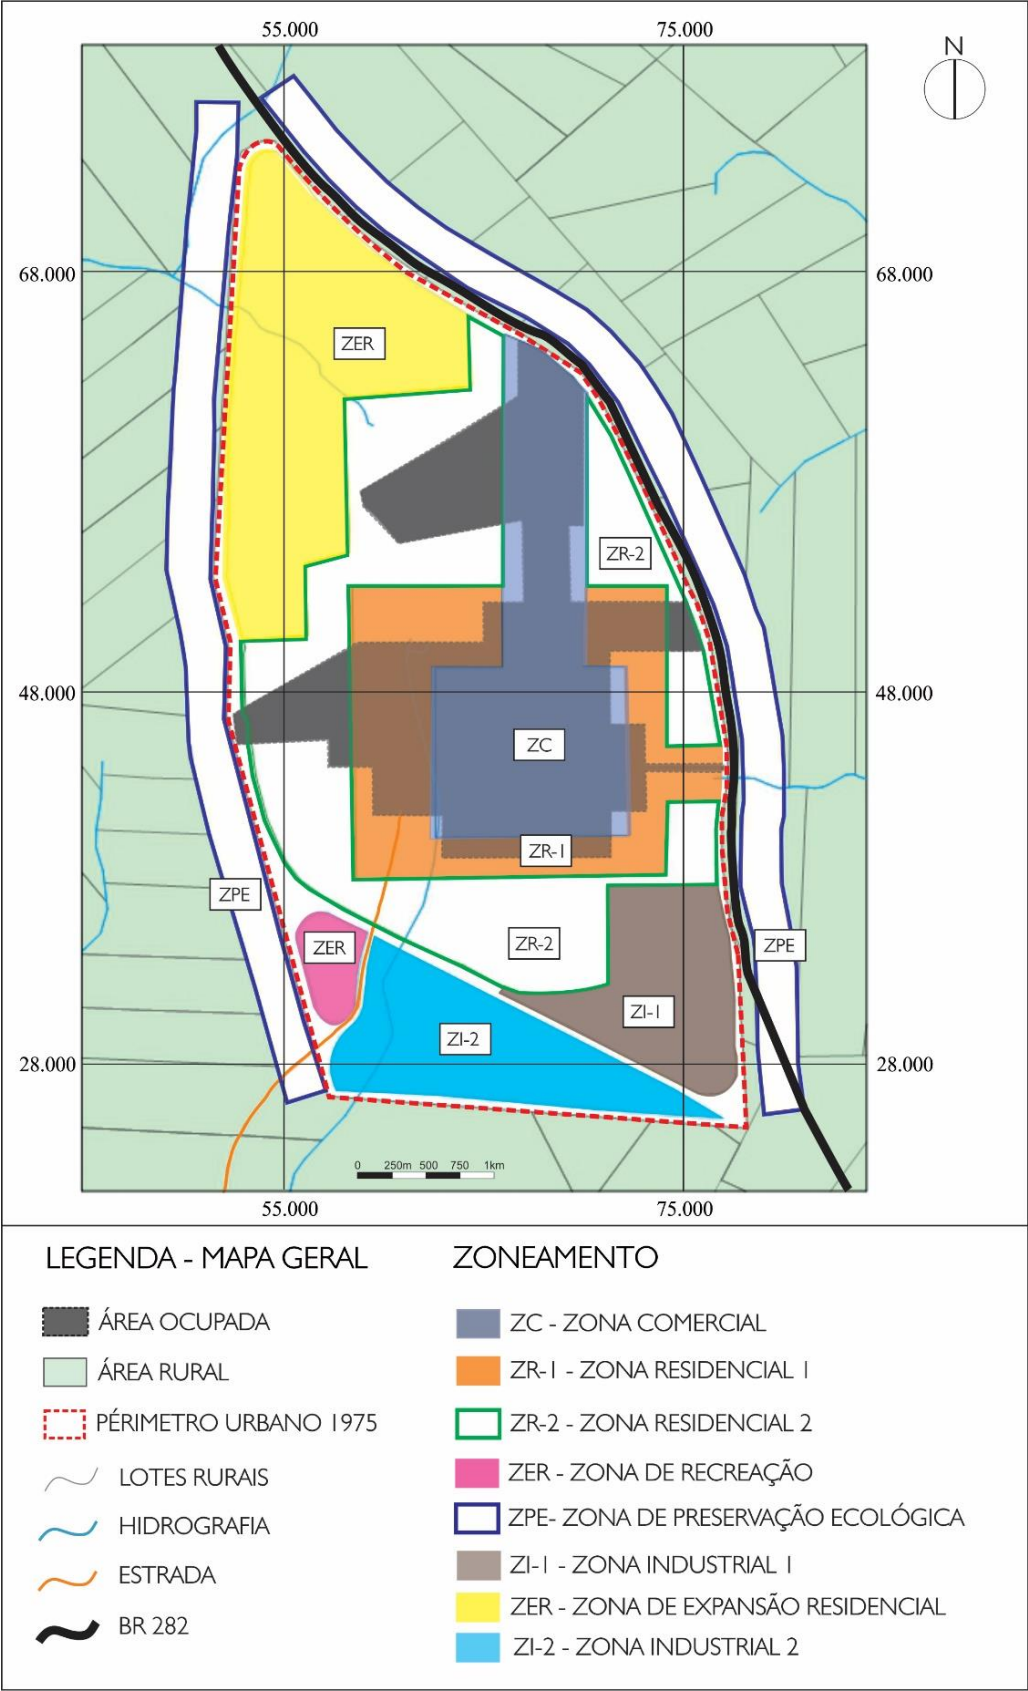 55.000 75.000
N
68.000 68.000
ZER
ZR-2
48.000 48.000
ZC
ZR-1
ZPE
ZER ZR-2 ZPE
ZI-1
ZI-2
28.000 28.000
0 250m 500 750 1km
55.000 75.000
LEGENDA - MAPA GERAL
ÁREA OCUPADA
ÁREA RURAL
PÉRIMETRO URBANO 1975
LOTES RURAIS
HIDROGRAFIA
ESTRADA
BR 282
ZONEAMENTO
ZC - ZONA COMERCIAL
ZR-1 - ZONA RESIDENCIAL 1
ZR-2 - ZONA RESIDENCIAL 2
ZER - ZONA DE RECREAÇÃO
ZPE- ZONA DE PRESERVAÇÃO ECOLÓGICA
ZI-1 - ZONA INDUSTRIAL 1
ZER - ZONA DE EXPANSÃO RESIDENCIAL
ZI-2 - ZONA INDUSTRIAL 2